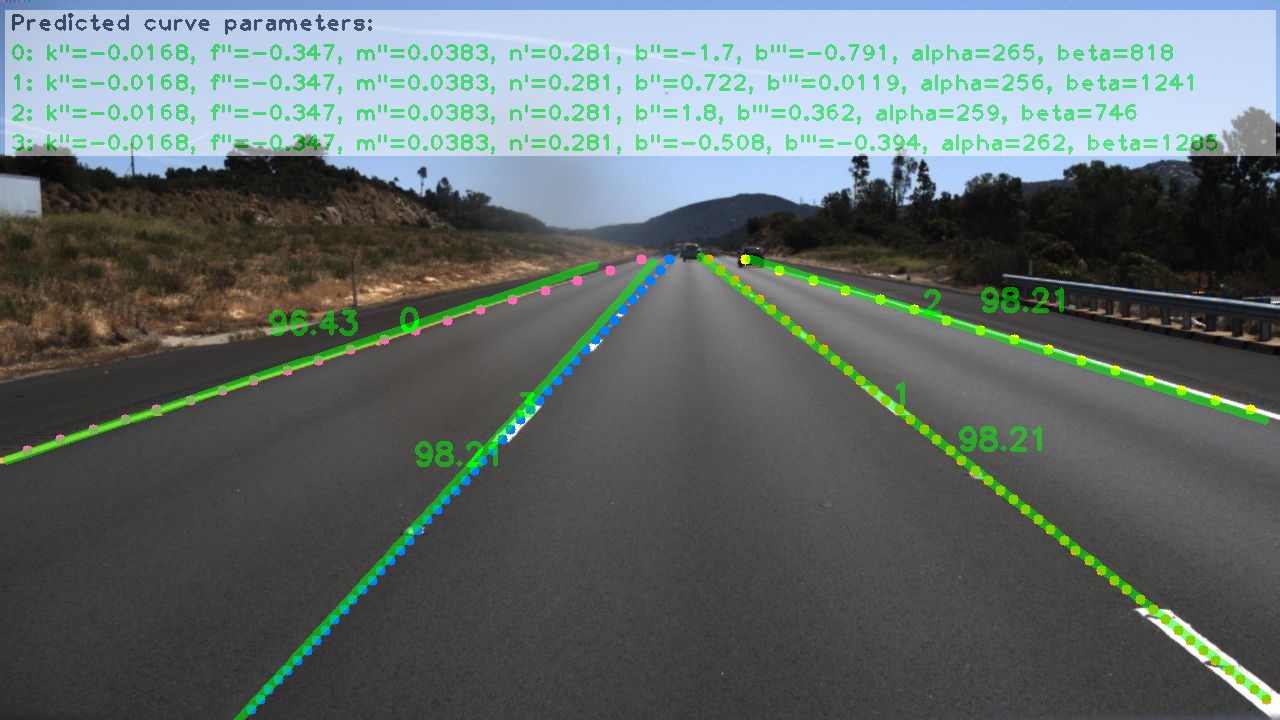 Predicted curve parameters:
0: k''=-0.0168, f''=-0.347, m''=0.0383, n'=0.281, b''=-1.7, b'''=-0.791, alpha=265, beta=818
1: k''=-0.0168, f''=-0.347, m''=0.0383, n'=0.281, b''=0.722, b'''=0.0119, alpha=256, beta=1241
2: k''=-0.0168, f''=-0.347, m''=0.0383, n'=0.281, b''=1.8, b'''=0.362, alpha=259, beta=746
3: k''=-0.0168, f''=-0.347, m''=0.0383, n'=0.281, b''=-0.508, b'''=-0.394, alpha=262, beta=1285
2 98.21
96.43 0
3 1
98.21 98.21